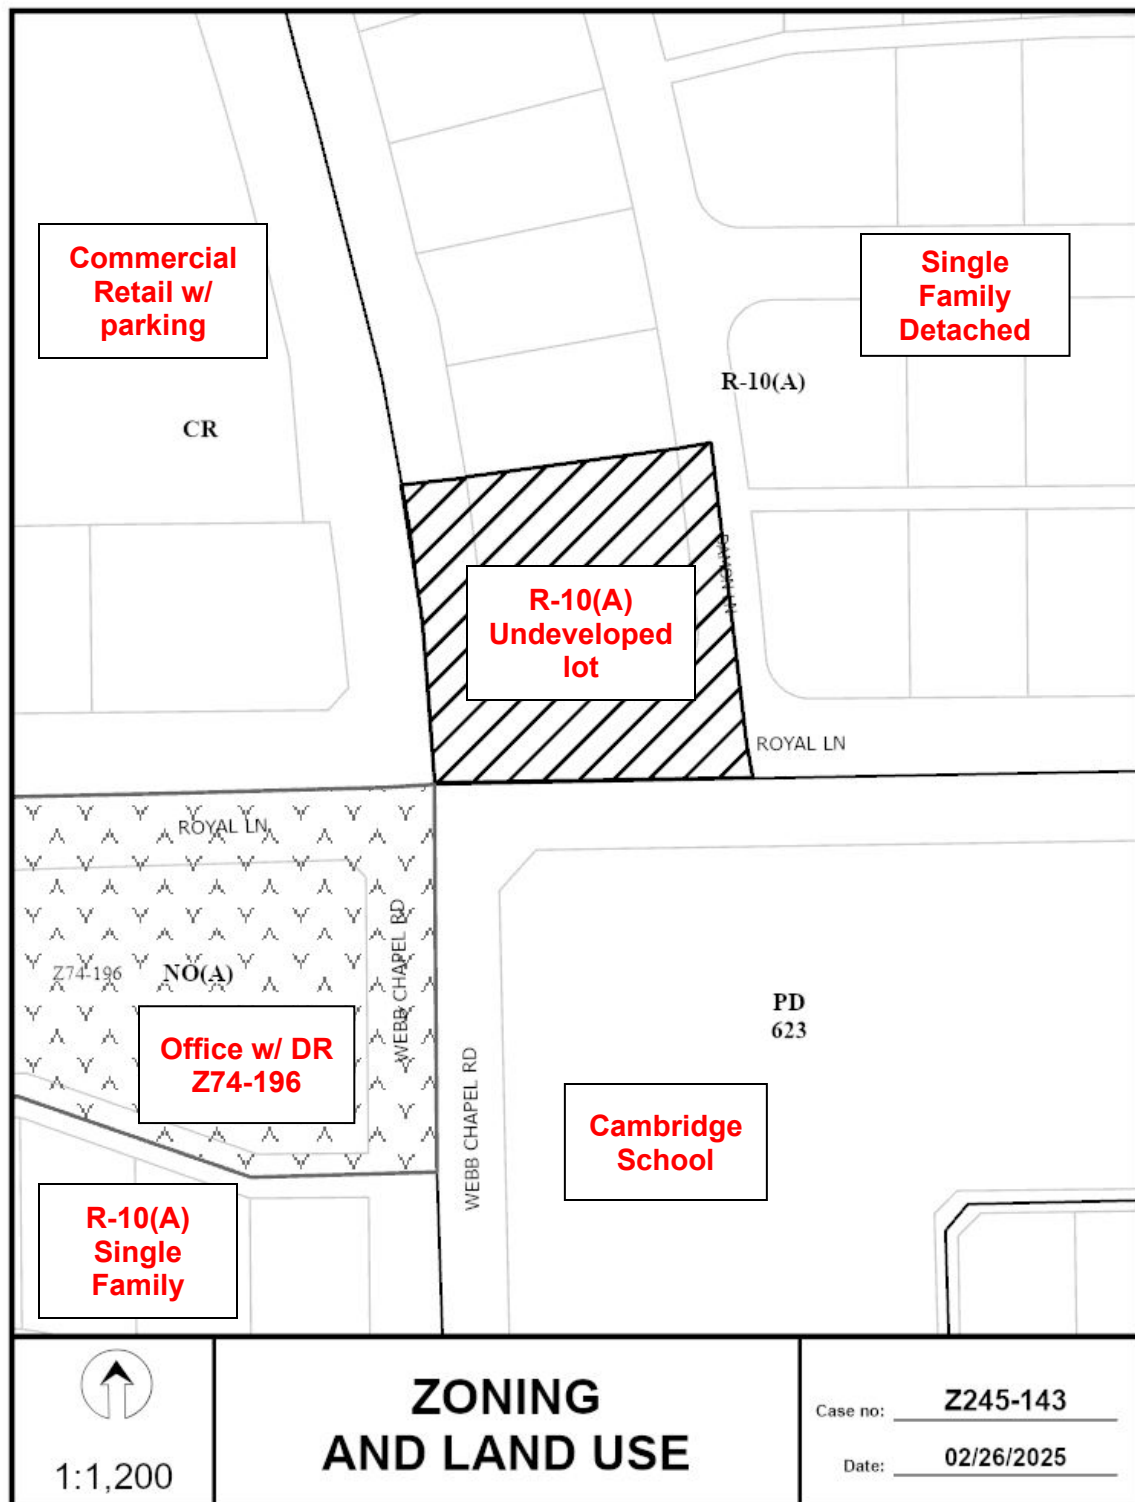 Commercial
Retail w/
parking
Single
Family
Detached
R-10(A)
CR
R-10(A)
Undeveloped
lot
ROYAL LN
ROYAL LN
WEBB CHAPEL RD
Z74-196
NO(A)
PD
623
Office w/ DR
Z74-196
WEBB CHAPEL RD
Cambridge
School
R-10(A)
Single
Family
1:1,200
ZONING
AND LAND USE
Case no: Z245-143
Date: 02/26/2025